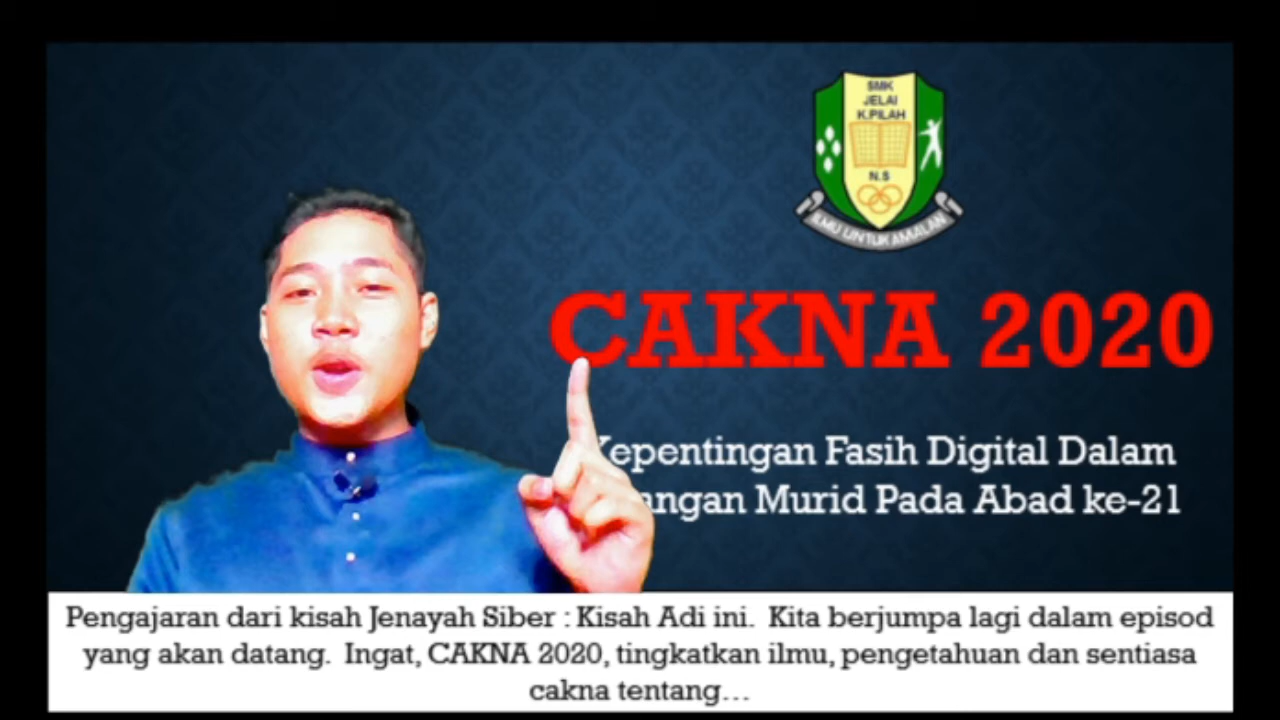 SMK
JELAI
K.PILAH
N.S
ILMU UNTUK AMALAN
CAKNA 2020
Fasih Digital Dalam
Murid Pada Abad ke-21
Pengajaran dari kisah Jenayah Siber : Kisah Adi ini. Kita berjumpa lagi dalam episod
yang akan datang. Ingat, CAKNA 2020, tingkatkan ilmu, pengetahuan dan sentiasa
cakna tentang...